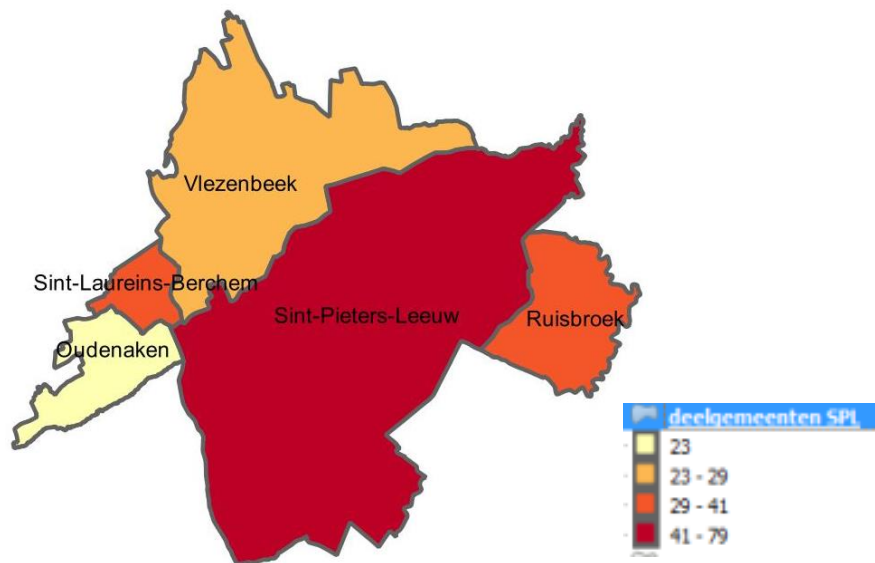 Vlezenbeek
Sint-Laureins-Berchem
Sint-Pieters-Leeuw
Ruisbroek
Oudenaken
deelgemeenten SPL
23
23 - 29
29 - 41
41 - 79